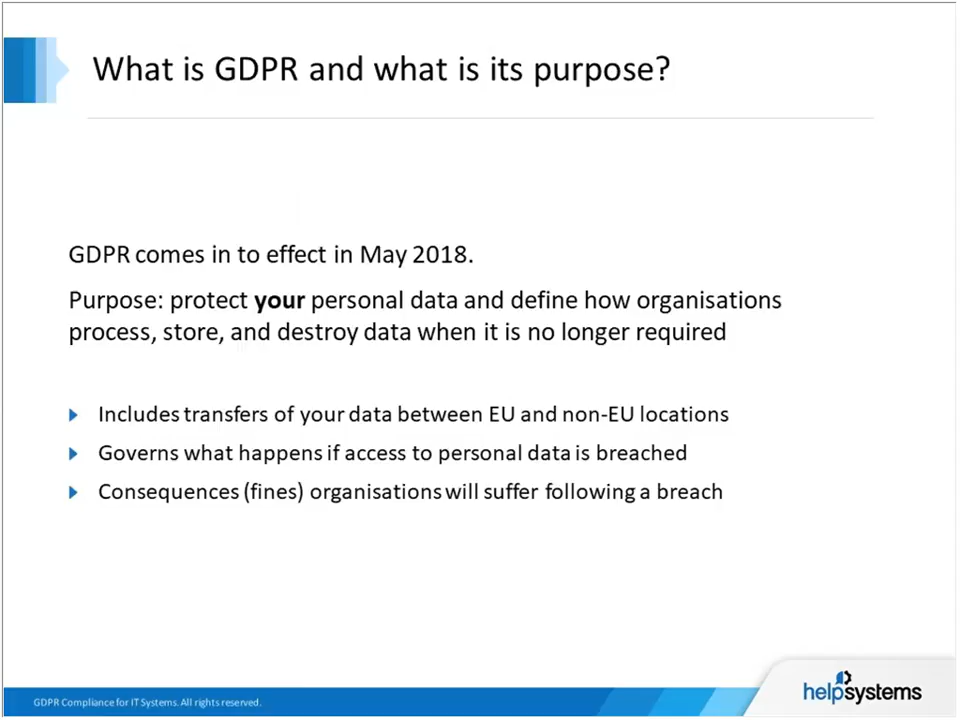 What is GDPR and what is its purpose?
GDPR comes in to effect in May 2018.
Purpose: protect your personal data and define how organisations
process, store, and destroy data when it is no longer required
Includes transfers of your data between EU and non-EU locations
Governs what happens if access to personal data is breached
Consequences (fines) organisations will suffer following a breach
GDPR Compliance for IT Systems. All rights reserved.
helpsystems